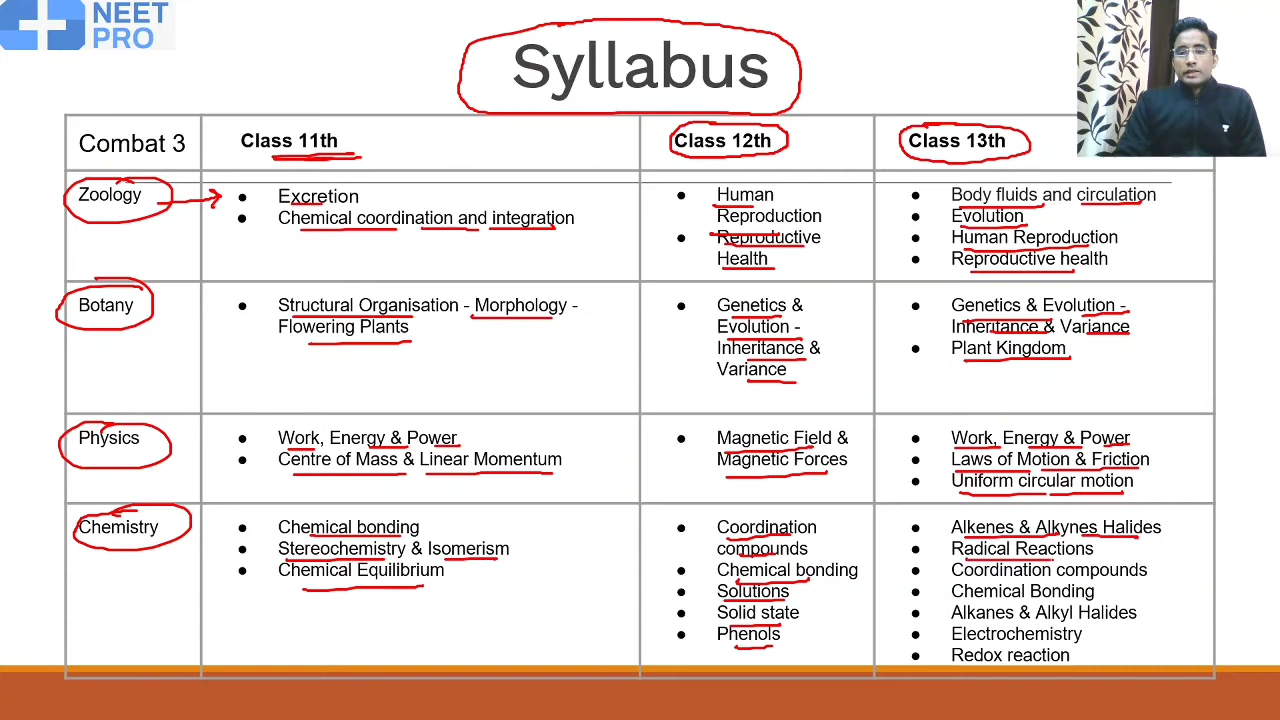 NEET
PRO
Syllabus
Combat 3
Class 11th
Class 12th
Class 13th
Zoology
● Excretion
● Chemical coordination and integration
● Human
Reproduction
● Reproductive
Health
● Body fluids and circulation
● Evolution
● Human Reproduction
● Reproductive health
Botany
● Structural Organisation - Morphology -
Flowering Plants
● Genetics &
Evolution -
Inheritance &
Variance
● Genetics & Evolution -
Inheritance & Variance
● Plant Kingdom
Physics
● Work, Energy & Power
● Centre of Mass & Linear Momentum
● Magnetic Field &
Magnetic Forces
● Work, Energy & Power
● Laws of Motion & Friction
● Uniform circular motion
Chemistry
● Chemical bonding
● Stereochemistry & Isomerism
● Chemical Equilibrium
● Coordination
compounds
● Chemical bonding
● Solutions
● Solid state
● Phenols
● Alkenes & Alkynes Halides
● Radical Reactions
● Coordination compounds
● Chemical Bonding
● Alkanes & Alkyl Halides
● Electrochemistry
● Redox reaction